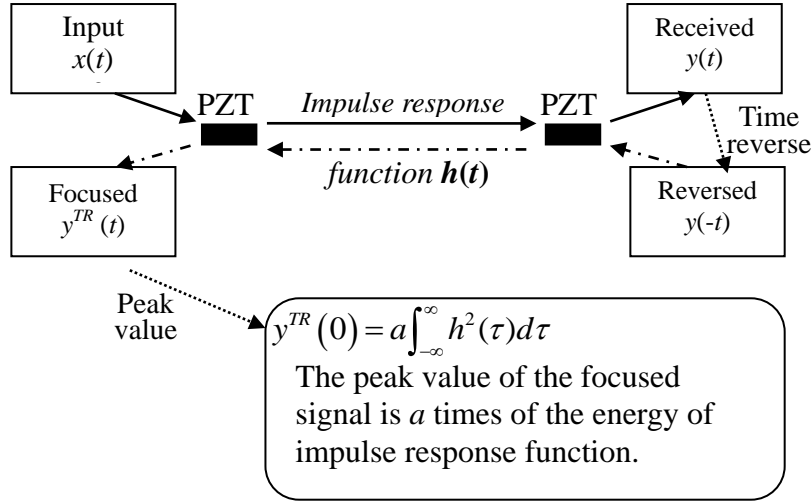 Input
x(t)
PZT
Impulse response
function h(t)
PZT
Received
y(t)
Time
reverse
Reversed
y(-t)
Focused
y^{TR}(t)
Peak
value
y^{TR}(0) = a∫_{-∞}^{∞} h²(τ)dτ
The peak value of the focused
signal is a times of the energy of
impulse response function.